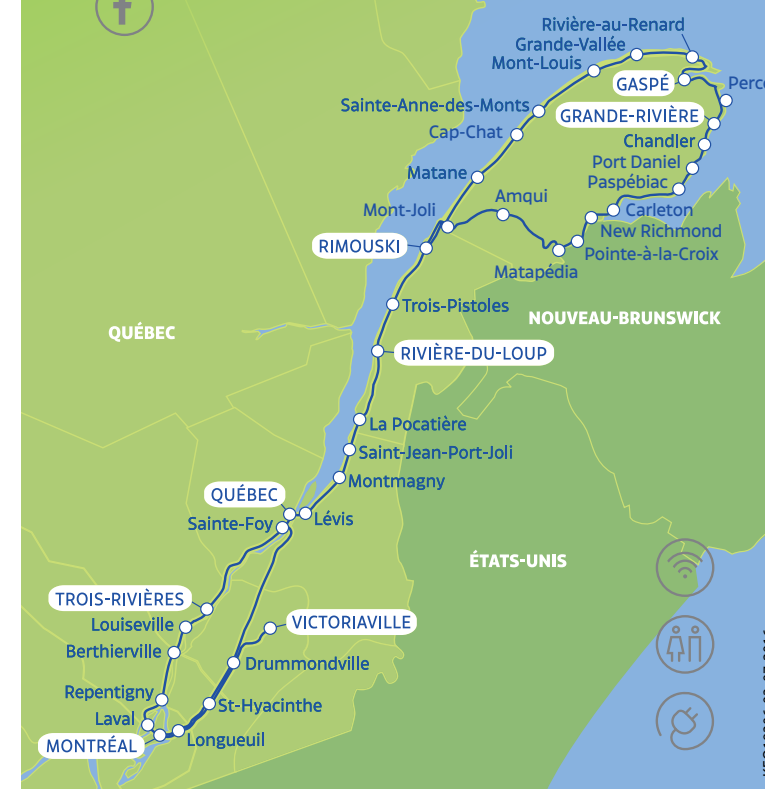 Rivière-au-Renard
Grande-Vallée
Mont-Louis
GASPÉ
Perc
Sainte-Anne-des-Monts
GRANDE-RIVIÈRE
Cap-Chat
Chandler
Port Daniel
Matane
Paspébiac
Amqui
Mont-Joli
Carleton
New Richmond
RIMOUSKI
Pointe-à-la-Croix
Matapédia
Trois-Pistoles
NOUVEAU-BRUNSWICK
QUÉBEC
RIVIÈRE-DU-LOUP
La Pocatière
Saint-Jean-Port-Joli
Montmagny
QUÉBEC
Lévis
Sainte-Foy
ÉTATS-UNIS
TROIS-RIVIÈRES
Louiseville
VICTORIAVILLE
Berthierville
Drummondville
Repentigny
St-Hyacinthe
Laval
Longueuil
MONTRÉAL